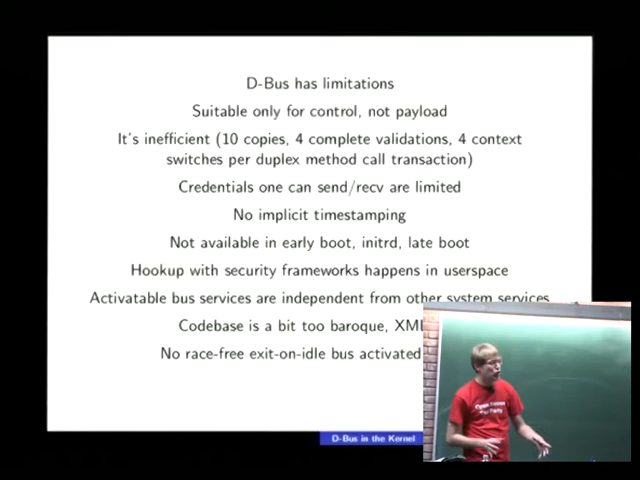 D-Bus has limitations
Suitable only for control, not payload
It's inefficient (10 copies, 4 complete validations, 4 context
switches per duplex method call transaction)
Credentials one can send/recv are limited
No implicit timestamping
Not available in early boot, initrd, late boot
Hookup with security frameworks happens in userspace
Activatable bus services are independent from other system services
Codebase is a bit too baroque, XML
No race-free exit-on-idle bus activated
D-Bus in the Kernel